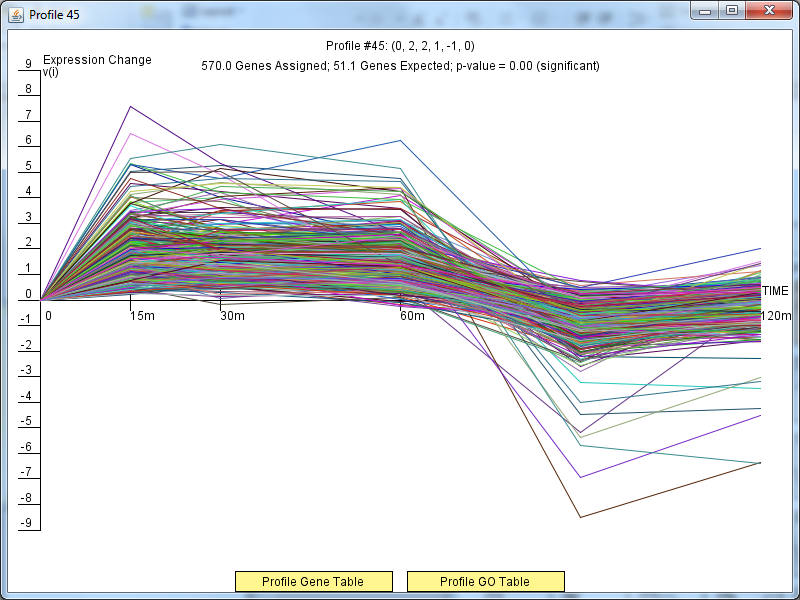 Profile 45
Profile #45: (0, 2, 2, 1, -1, 0)
570.0 Genes Assigned; 51.1 Genes Expected; p-value = 0.00 (significant)
Expression Change
v(i)
9
8
7
6
5
4
3
2
1
0
-1
-2
-3
-4
-5
-6
-7
-8
-9
TIME
0 15m 30m 60m 120m
Profile Gene Table Profile GO Table